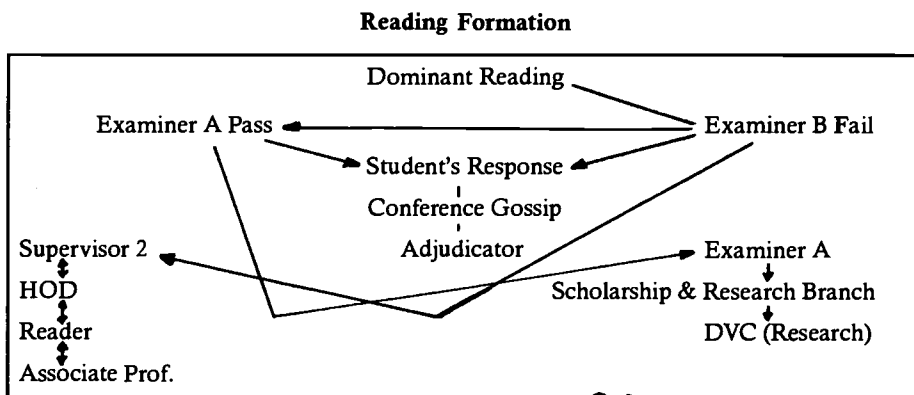 Reading Formation
Dominant Reading
Examiner A Pass
Examiner B Fail
Student's Response
Conference Gossip
Supervisor 2
Adjudicator
Examiner A
HOD
Scholarship & Research Branch
Reader
DVC (Research)
Associate Prof.